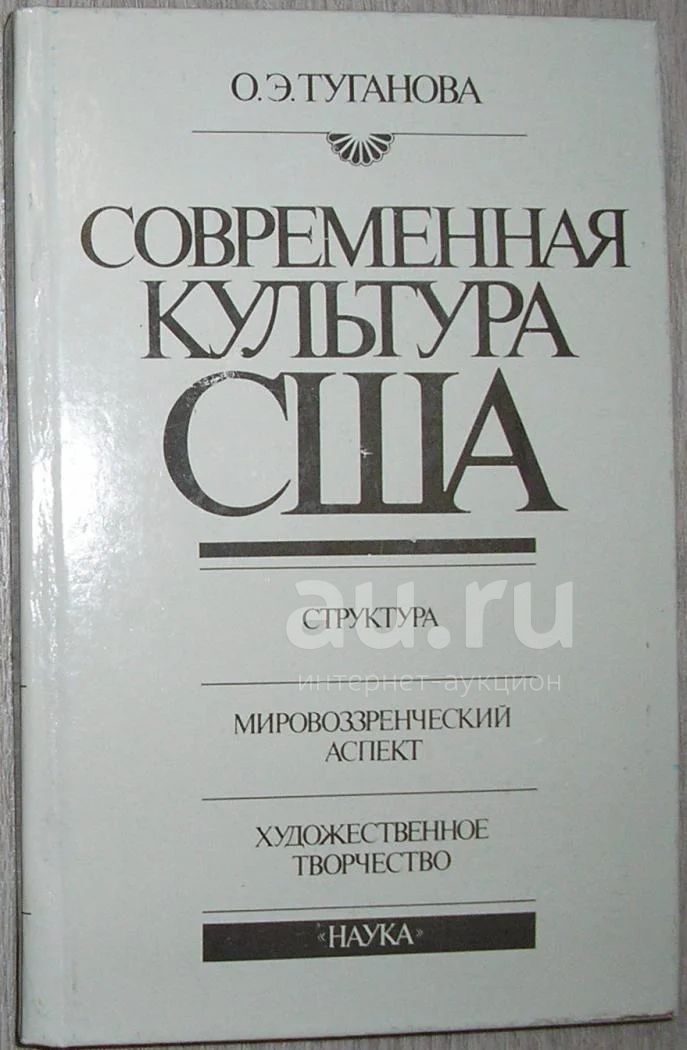 О.Э.ТУГАНОВА
СОВРЕМЕННАЯ
КУЛЬТУРА
США
СТРУКТУРА
au.ru
интернет-аукцион
МИРОВОЗЗРЕНЧЕСКИЙ
АСПЕКТ
ХУДОЖЕСТВЕННОЕ
ТВОРЧЕСТВО
«НАУКА»